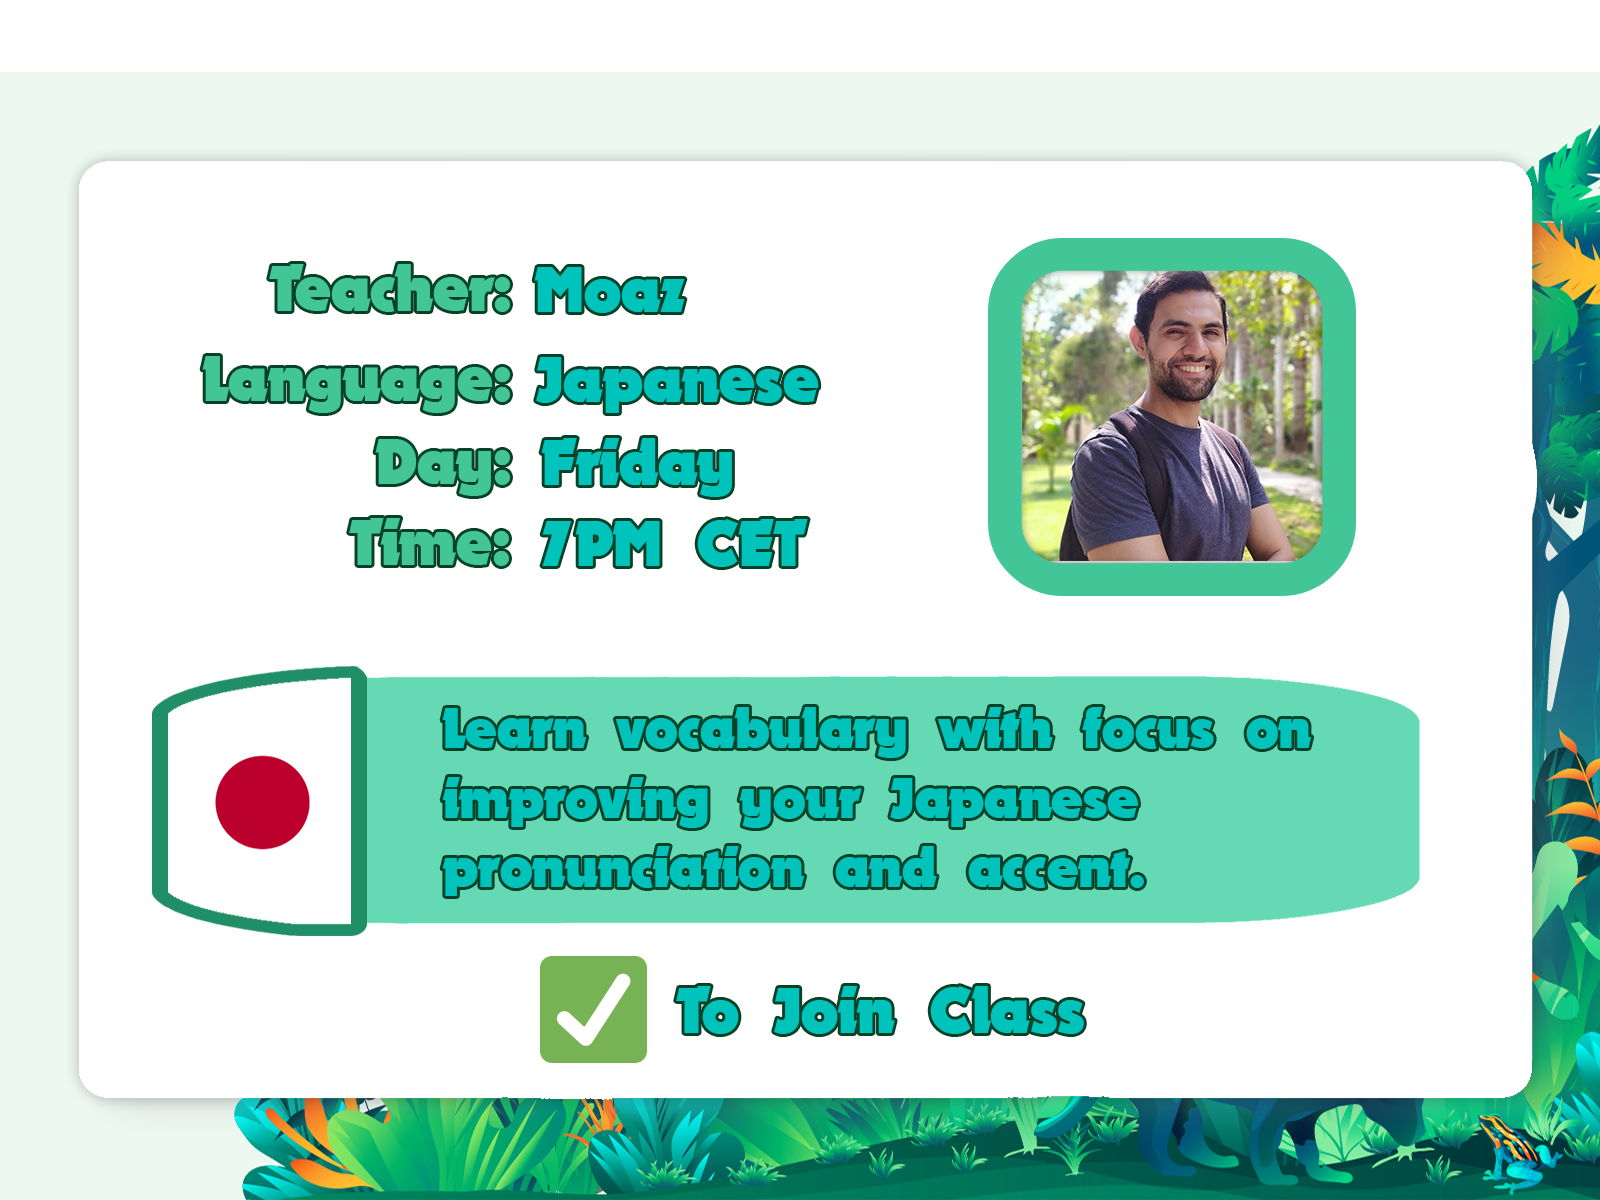 Teacher: Moaz
Language: Japanese
Day: Friday
Time: 7PM CET
Learn vocabulary with focus on
improving your Japanese
pronunciation and accent.
To Join Class